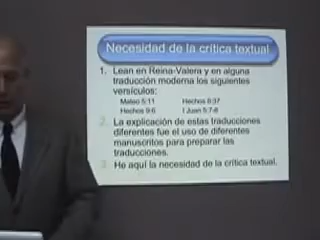 Necesidad de la crítica textual
1. Lean en Reina-Valera y en alguna
traducción moderna los siguientes
versículos:
Mateo 5:11 Hechos 8:37
Hechos 9:6 I Juan 5:7-8
2. La explicación de estas traducciones
diferentes fue el uso de diferentes
manuscritos para preparar las
traducciones.
3. He aquí la necesidad de la crítica textual.